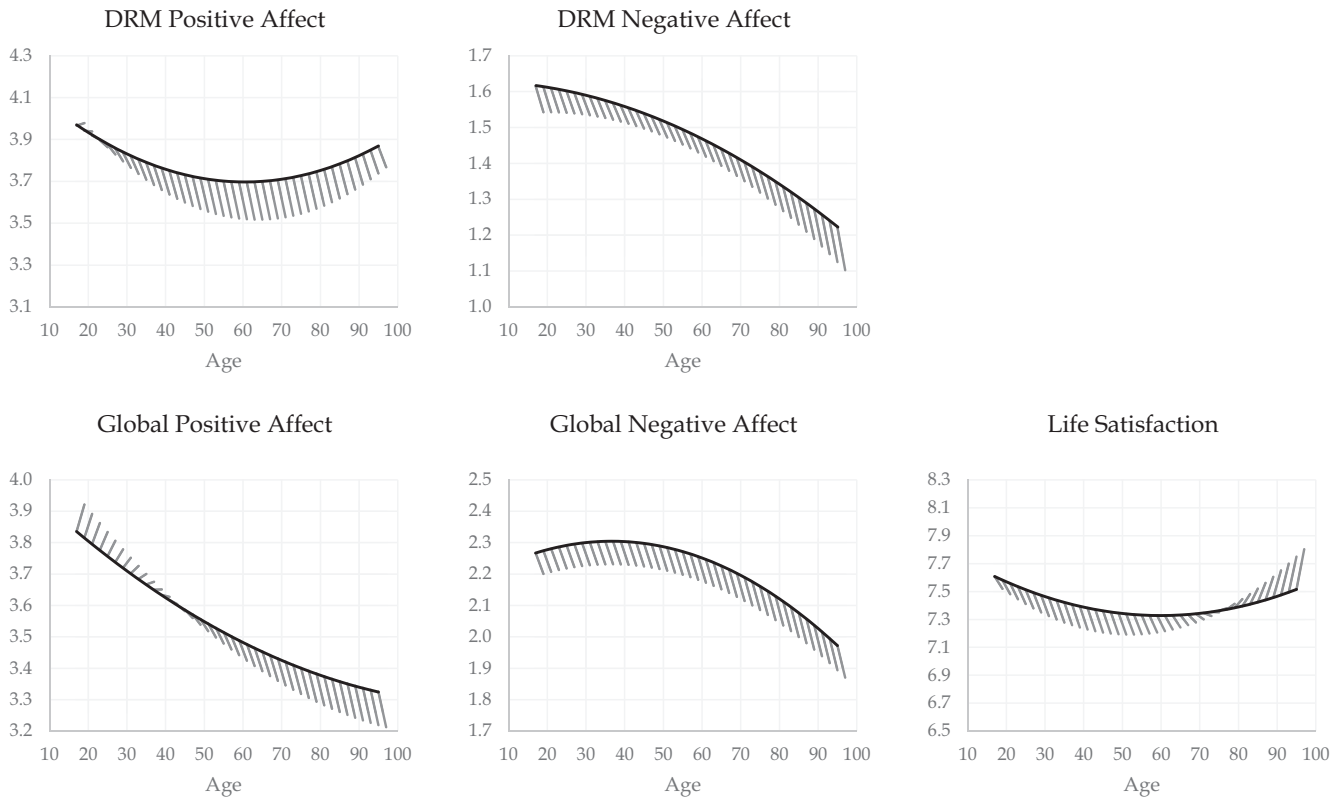 DRM Positive Affect
DRM Negative Affect
4.3
4.1
3.9
3.7
3.5
3.3
3.1
10 20 30 40 50 60 70 80 90 100
Age
1.7
1.6
1.5
1.4
1.3
1.2
1.1
1.0
10 20 30 40 50 60 70 80 90 100
Age
Global Positive Affect
Global Negative Affect
Life Satisfaction
4.0
3.9
3.8
3.7
3.6
3.5
3.4
3.3
3.2
10 20 30 40 50 60 70 80 90 100
Age
2.5
2.4
2.3
2.2
2.1
2.0
1.9
1.8
1.7
10 20 30 40 50 60 70 80 90 100
Age
8.3
8.1
7.9
7.7
7.5
7.3
7.1
6.9
6.7
6.5
10 20 30 40 50 60 70 80 90 100
Age